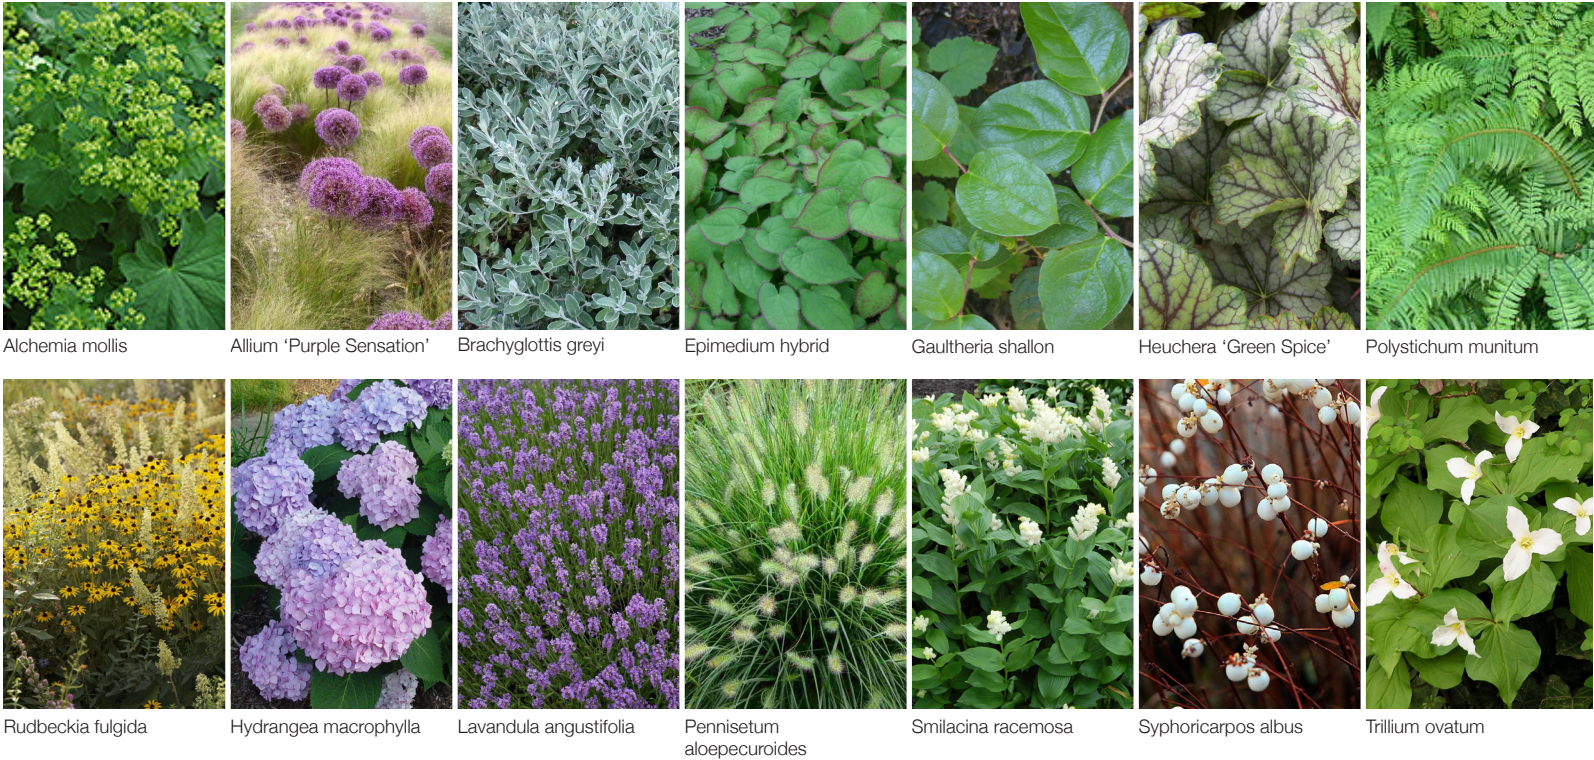 Alchemia mollis
Allium ‘Purple Sensation’
Brachyglottis greyi
Epimedium hybrid
Gaultheria shallon
Heuchera ‘Green Spice’
Polystichum munitum
Rudbeckia fulgida
Hydrangea macrophylla
Lavandula angustifolia
Pennisetum
aloepecuroides
Smilacina racemosa
Syphoricarpos albus
Trillium ovatum